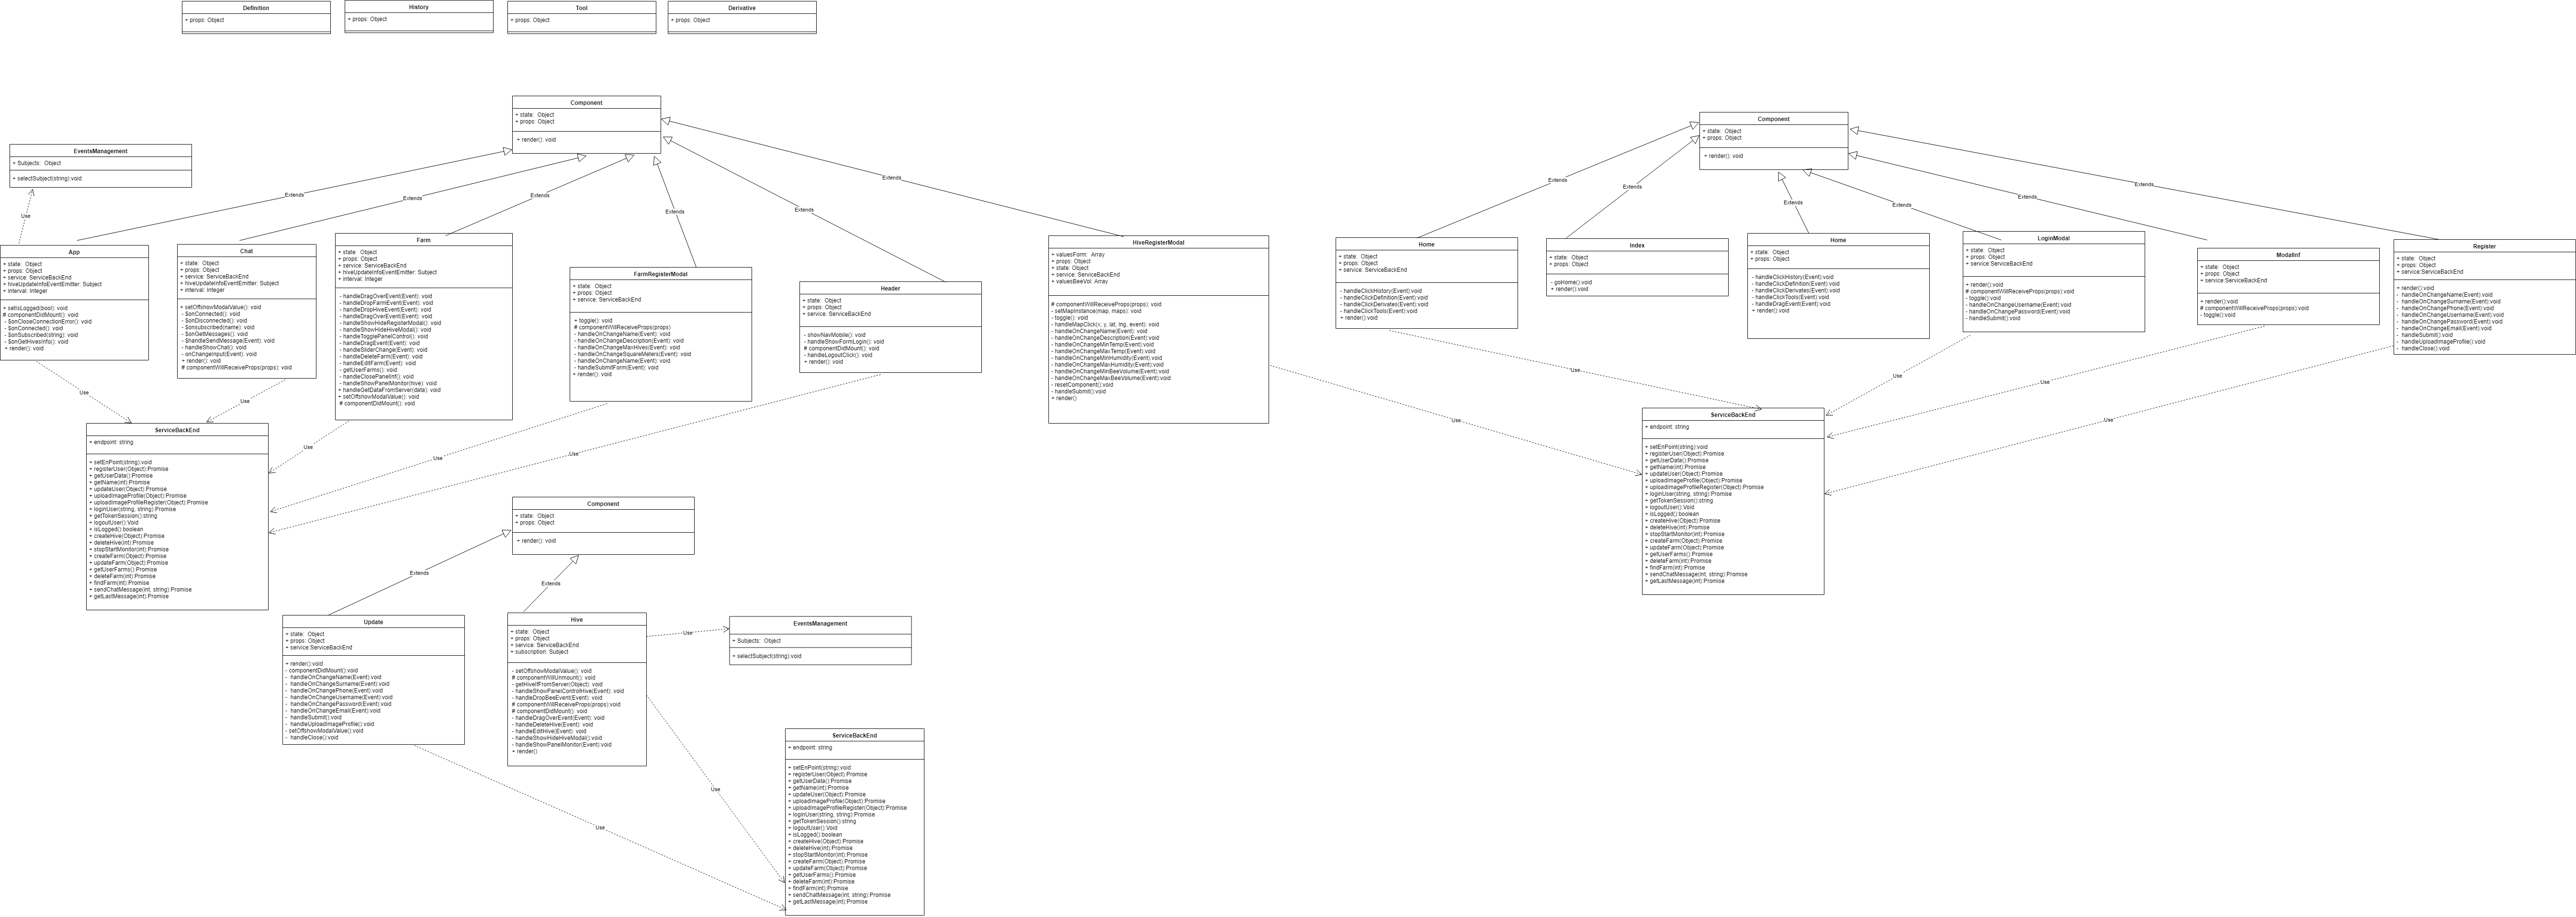 Definition
+ props: Object
History
+ props: Object
Tool
+ props: Object
Derivative
+ props: Object
Component
+ state:  Object
+ props: Object
+ render(): void
Component
+ state:  Object
+ props: Object
+ render(): void
EventsManagement
+ Subjects:  Object
+ selectSubject(string):void
Use
Extends
Extends
Extends
Extends
Extends
Extends
Extends
Extends
Extends
Extends
Extends
Extends
App
+ state:  Object
+ props: Object
+ service: ServiceBackEnd
+ hiveUpdateInfoEventEmitter: Subject
+ interval: Integer
+ setIsLogged(bool): void
# componentDidMount(): void
- $onCloseConnectionError(): void
- $onConnected(): void
- $onSubscribed(string): void
- $onGetHivesInfo(): void
+ render(): void
Chat
+ state:  Object
+ props: Object
+ service: ServiceBackEnd
+ hiveUpdateInfoEventEmitter: Subject
+ interval: Integer
+ setOffshowModalValue(): void
- $onConnected(): void
- $onDisconnected(): void
- $onsubscribed(name): void
- $onGetMessages(): void
- $handleSendMessage(Event): void
- handleShowChat(): void
- onChangeInput(Event): void
+ render(): void
# componentWillReceiveProps(props): void
Farm
+ state:  Object
+ props: Object
+ service: ServiceBackEnd
+ hiveUpdateInfoEventEmitter: Subject
+ interval: Integer
- handleDragOverEvent(Event): void
- handleDropFarmEvent(Event): void
- handleDropHiveEvent(Event): void
- handleDragOverEvent(Event): void
- handleShowHideRegisterModal(): void
- handleShowHideHiveModal(): void
- handleTogglePanelControl(): void
- handleDragEvent(Event): void
- handleSliderChange(Event): void
- handleDeleteFarm(Event): void
- handleEditFarm(Event): void
- getUserFarms(): void
- handleClosePanelInf(): void
- handleShowPanelMonitor(hive): void
+ handleGetDataFromServer(data): void
+ setOffshowModalValue(): void
# componentDidMount(): void
FarmRegisterModal
+ state:  Object
+ props: Object
+ service: ServiceBackEnd
+ toggle(): void
# componentWillReceiveProps(props)
- handleOnChangeName(Event): void
- handleOnChangeDescription(Event): void
- handleOnChangeMaxHives(Event): void
- handleOnChangeSquareMeters(Event): void
- handleOnChangeName(Event): void
- handleSubmitForm(Event): void
+ render(): void
Header
+ state:  Object
+ props: Object
+ service: ServiceBackEnd
- showNavMobile(): void
- handleShowFormLogin(): void
# componentDidMount(): void
- handleLogoutClick(): void
+ render(): void
HiveRegisterModal
+ valuesForm:  Array
+ props: Object
+ state: Object
+ service: ServiceBackEnd
+ valuesBeeVol: Array
# componentWillReceiveProps(props): void
- setMapInstance(map, maps): void
- toggle(): void
- handleMapClick(x, y, lat, lng, event): void
- handleOnChangeName(Event): void
- handleOnChangeDescription(Event): void
- handleOnChangeMinTemp(Event):void
- handleOnChangeMaxTemp(Event): void
- handleOnChangeMinHumidity(Event): void
- handleOnChangeMaxHumidity(Event): void
- handleOnChangeMinBeeVolume(Event): void
- handleOnChangeMaxBeeVolume(Event): void
- resetComponent():void
- handleSubmit():void
+ render()
Home
+ state:  Object
+ props: Object
+ service: ServiceBackEnd
- handleClickHistory(Event):void
- handleClickDefinition(Event):void
- handleClickDerivates(Event):void
- handleClickTools(Event):void
+ render():void
Index
+ state:  Object
+ props: Object
- goHome():void
+ render():void
Home
+ state:  Object
+ props: Object
- handleClickHistory(Event):void
- handleClickDefinition(Event):void
- handleClickDerivates(Event):void
- handleClickTools(Event):void
- handleDragEvent(Event):void
+ render():void
LoginModal
+ state:  Object
+ props: Object
+ service:ServiceBackEnd
+ render():void
# componentWillReceiveProps(props):void
- toggle():void
- handleOnChangeUsername(Event):void
- handleOnChangePassword(Event):void
- handleSubmit():void
ModalInf
+ state:  Object
+ props: Object
+ service:ServiceBackEnd
+ render():void
# componentWillReceiveProps(props):void
- toggle():void
Register
+ state:  Object
+ props: Object
+ service:ServiceBackEnd
+ render():void
-  handleOnChangeName(Event):void
-  handleOnChangeSurname(Event):void
-  handleOnChangePhone(Event):void
-  handleOnChangeUsername(Event):void
-  handleOnChangePassword(Event):void
-  handleOnChangeEmail(Event):void
-  handleSubmit():void
-  handleUploadImageProfile():void
-  handleClose():void
Use
Use
Use
Use
Use
Use
Use
Use
Use
Use
ServiceBackEnd
+ endpoint: string
+ setEnPoint(string):void
+ registerUser(Object):Promise
+ getUserData():Promise
+ getName(int):Promise
+ updateUser(Object):Promise
+ uploadImageProfile(Object):Promise
+ uploadImageProfileRegister(Object):Promise
+ loginUser(string, string):Promise
+ getTokenSession():string
+ logoutUser():Void
+ isLogged():boolean
+ createHive(Object):Promise
+ deleteHive(int):Promise
+ stopStartMonitor(int):Promise
+ createFarm(Object):Promise
+ updateFarm(Object):Promise
+ getUserFarms():Promise
+ deleteFarm(int):Promise
+ findFarm(int):Promise
+ sendChatMessage(int, string):Promise
+ getLastMessage(int):Promise
ServiceBackEnd
+ endpoint: string
+ setEnPoint(string):void
+ registerUser(Object):Promise
+ getUserData():Promise
+ getName(int):Promise
+ updateUser(Object):Promise
+ uploadImageProfile(Object):Promise
+ uploadImageProfileRegister(Object):Promise
+ loginUser(string, string):Promise
+ getTokenSession():string
+ logoutUser():Void
+ isLogged():boolean
+ createHive(Object):Promise
+ deleteHive(int):Promise
+ stopStartMonitor(int):Promise
+ createFarm(Object):Promise
+ updateFarm(Object):Promise
+ getUserFarms():Promise
+ deleteFarm(int):Promise
+ findFarm(int):Promise
+ sendChatMessage(int, string):Promise
+ getLastMessage(int):Promise
Component
+ state:  Object
+ props: Object
+ render(): void
Extends
Extends
Update
+ state:  Object
+ props: Object
+ service:ServiceBackEnd
+ render():void
- componentDidMount():void
-  handleOnChangeName(Event):void
-  handleOnChangeSurname(Event):void
-  handleOnChangePhone(Event):void
-  handleOnChangeUsername(Event):void
-  handleOnChangePassword(Event):void
-  handleOnChangeEmail(Event):void
-  handleSubmit():void
-  handleUploadImageProfile():void
- setOffshowModalValue():void
-  handleClose():void
Hive
+ state:  Object
+ props: Object
+ service: ServiceBackEnd
+ subscription: Subject
- setOffshowModalValue(): void
# componentWillUnmount(): void
- getHiveIfFromServer(Object): void
- handleShowPanelControlHive(Event): void
- handleDropBeeEvent(Event): void
# componentWillReceiveProps(props):void
# componentDidMount(): void
- handleDragOverEvent(Event): void
- handleDeleteHive(Event): void
- handleEditHive(Event): void
- handleShowHideHiveModal():void
- handleShowPanelMonitor(Event):void
+ render()
Use
EventsManagement
+ Subjects:  Object
+ selectSubject(string):void
Use
Use
ServiceBackEnd
+ endpoint: string
+ setEnPoint(string):void
+ registerUser(Object):Promise
+ getUserData():Promise
+ getName(int):Promise
+ updateUser(Object):Promise
+ uploadImageProfile(Object):Promise
+ uploadImageProfileRegister(Object):Promise
+ loginUser(string, string):Promise
+ getTokenSession():string
+ logoutUser():Void
+ isLogged():boolean
+ createHive(Object):Promise
+ deleteHive(int):Promise
+ stopStartMonitor(int):Promise
+ createFarm(Object):Promise
+ updateFarm(Object):Promise
+ getUserFarms():Promise
+ deleteFarm(int):Promise
+ findFarm(int):Promise
+ sendChatMessage(int, string):Promise
+ getLastMessage(int):Promise